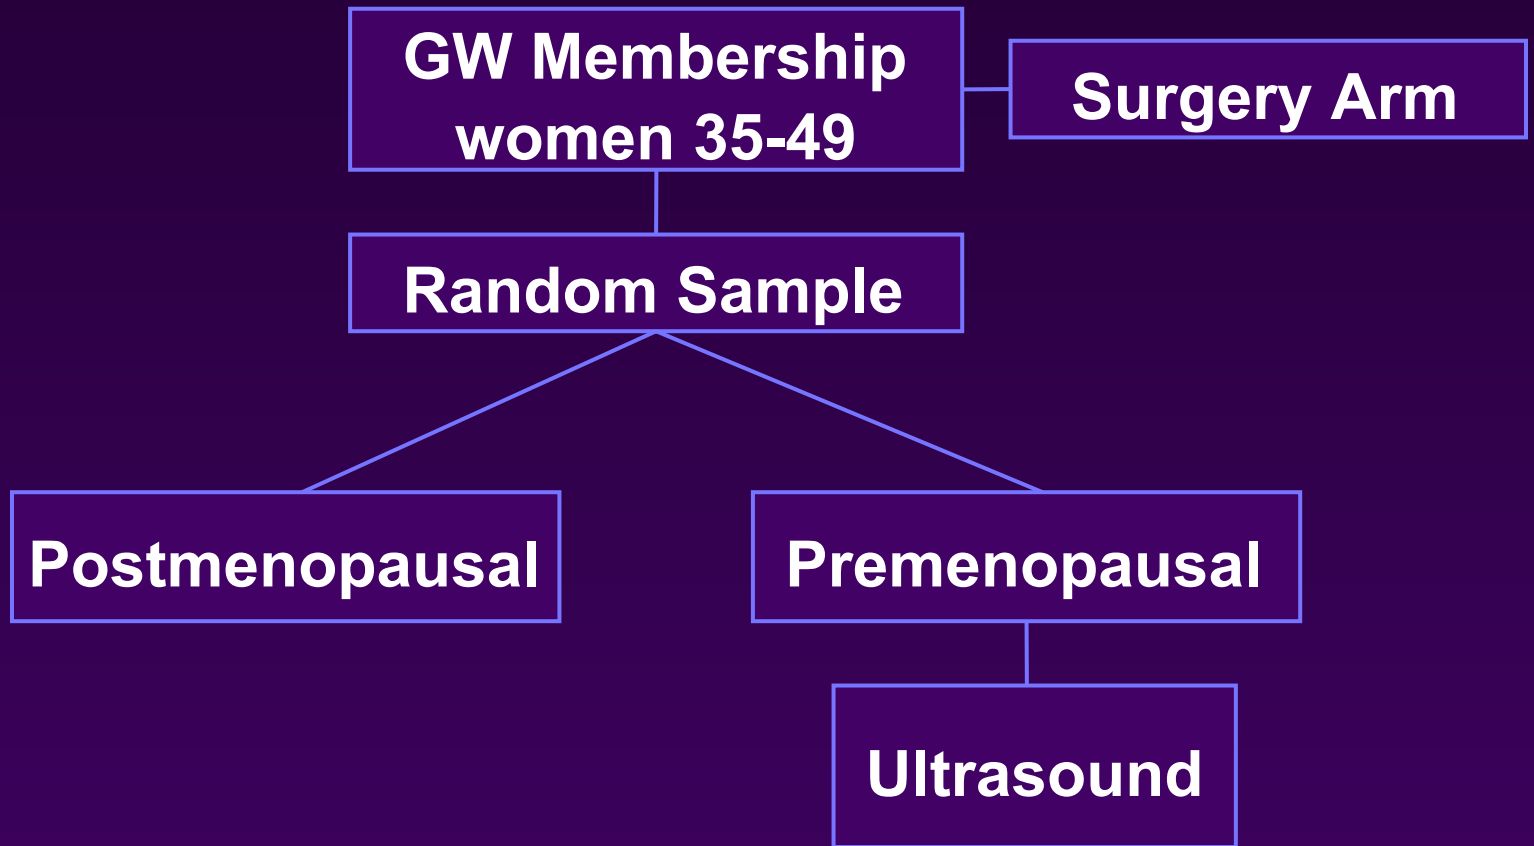 GW Membership
women 35-49
Surgery Arm
Random Sample
Postmenopausal
Premenopausal
Ultrasound